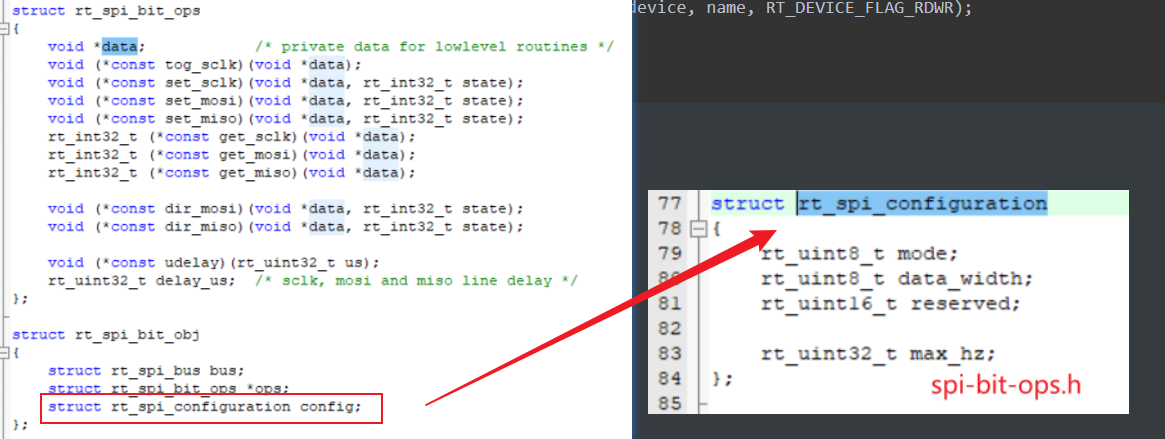 struct rt_spi_bit_ops
{
    void *data;            /* private data for lowlevel routines */
    void (*const tog_sclk)(void *data);
    void (*const set_sclk)(void *data, rt_int32_t state);
    void (*const set_mosi)(void *data, rt_int32_t state);
    void (*const set_miso)(void *data, rt_int32_t state);
    rt_int32_t (*const get_sclk)(void *data);
    rt_int32_t (*const get_mosi)(void *data);
    rt_int32_t (*const get_miso)(void *data);
    void (*const dir_mosi)(void *data, rt_int32_t state);
    void (*const dir_miso)(void *data, rt_int32_t state);
    void (*const udelay)(rt_uint32_t us);
    rt_uint32_t delay_us;  /* sclk, mosi and miso line delay */
};
struct rt_spi_bit_obj
{
    struct rt_spi_bus bus;
    struct rt_spi_bit_ops *ops;
    struct rt_spi_configuration config;
};
device, name, RT_DEVICE_FLAG_RDWR);
77 struct rt_spi_configuration
78 {
79     rt_uint8_t mode;
80     rt_uint8_t data_width;
81     rt_uint16_t reserved;
82
83     rt_uint32_t max_hz;
84 };
85
spi-bit-ops.h